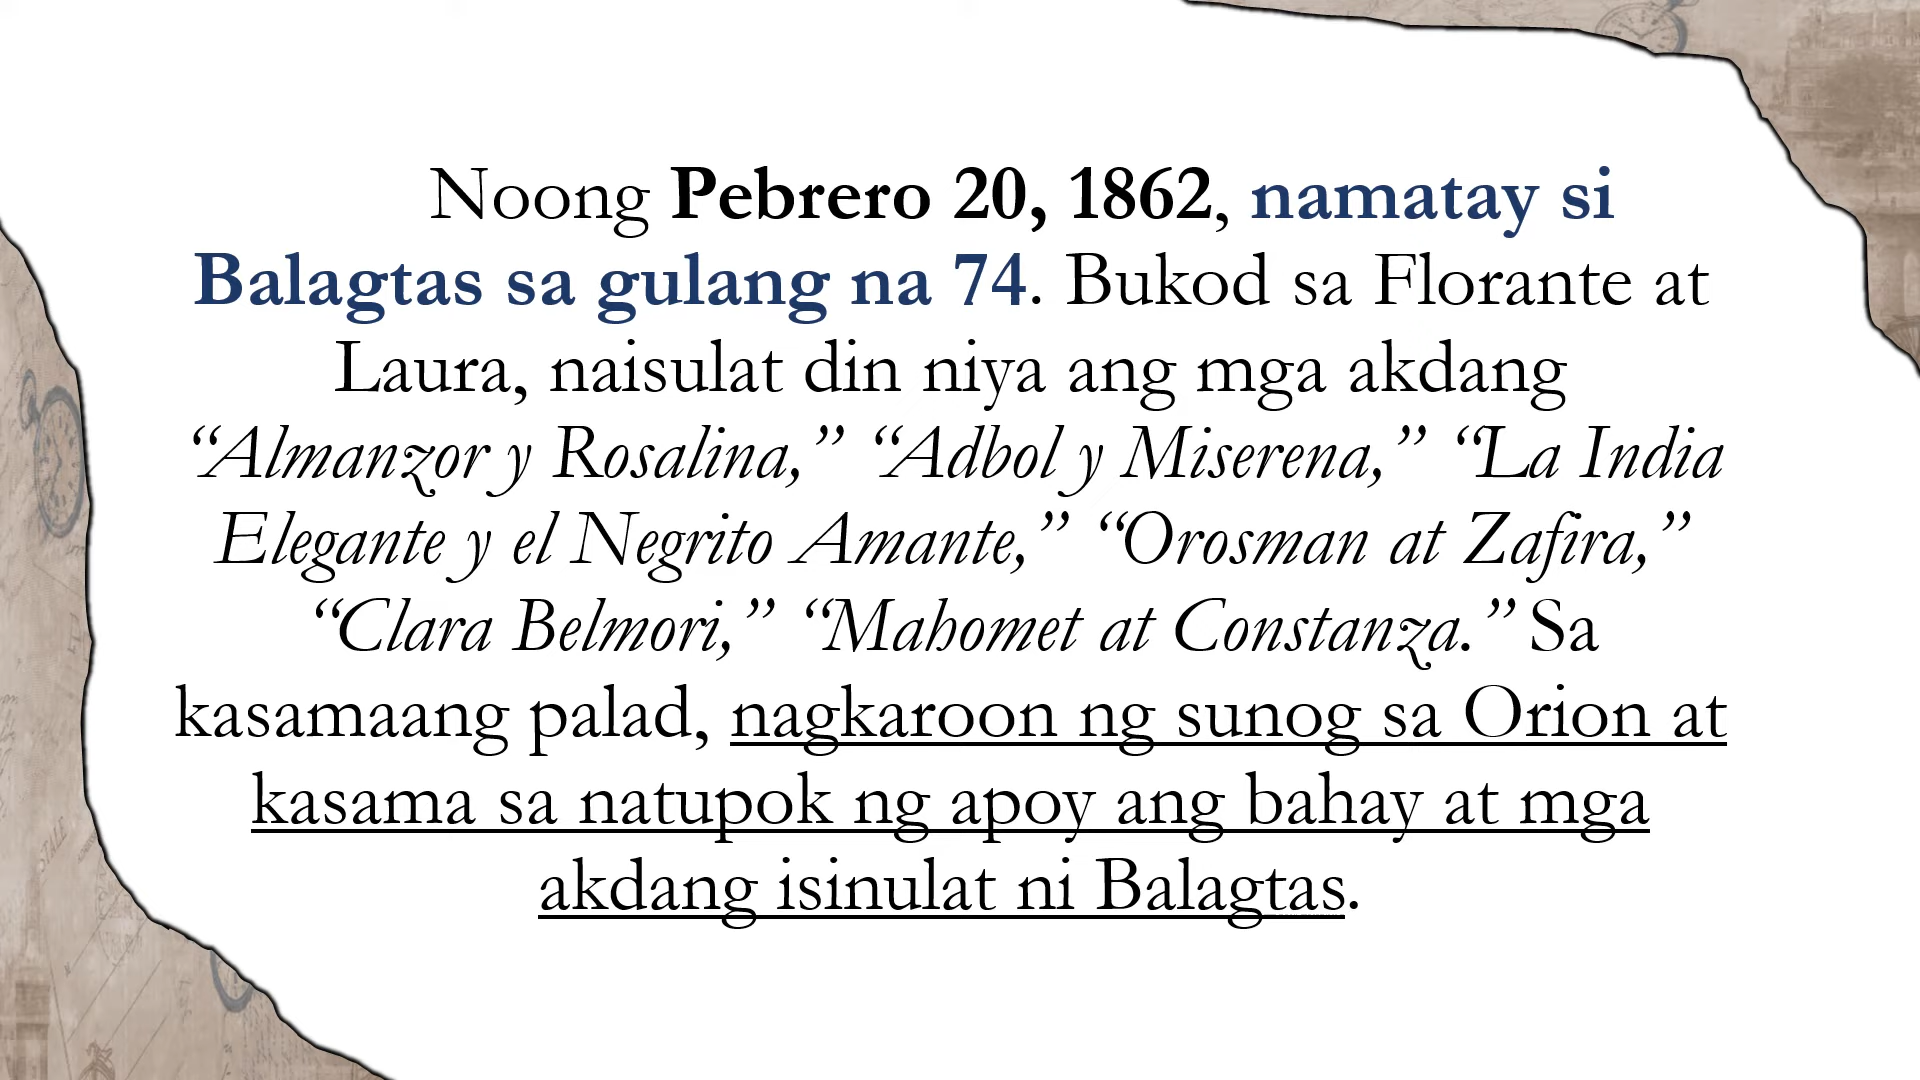 Noong Pebrero 20, 1862, namatay si
Balagtas sa gulang na 74. Bukod sa Florante at
Laura, naisulat din niya ang mga akdang
“Almanzor y Rosalina,” “Adbol y Miserena,” “La India
Elegante y el Negrito Amante,” “Orosman at Zafira,”
“Clara Belmori,” “Mahomet at Constanza.” Sa
kasamaang palad, nagkaroon ng sunog sa Orion at
kasama sa natupok ng apoy ang bahay at mga
akdang isinulat ni Balagtas.